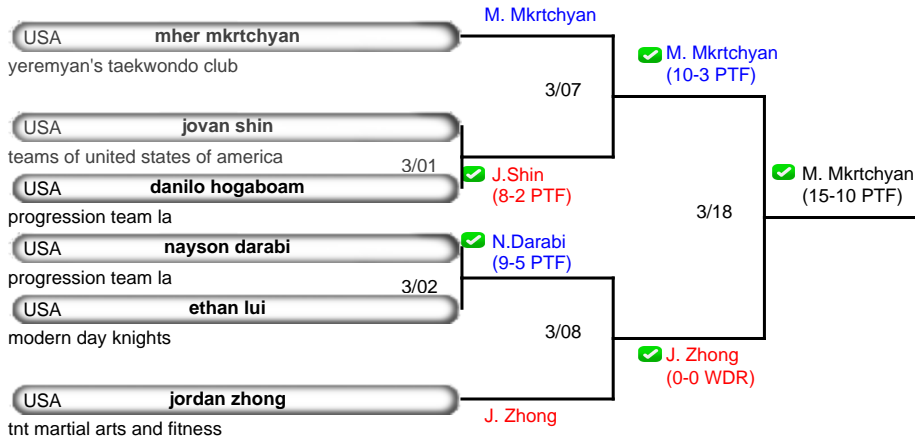 M. Mkrtchyan
USA mher mkrtchyan
yeremyan's taekwondo club
M. Mkrtchyan
(10-3 PTF)
3/07
USA jovan shin
teams of united states of america
3/01
J.Shin
(8-2 PTF)
USA danilo hogaboam
progression team la
M. Mkrtchyan
(15-10 PTF)
3/18
USA nayson darabi
progression team la
N.Darabi
(9-5 PTF)
3/02
USA ethan lui
modern day knights
3/08
J. Zhong
(0-0 WDR)
USA jordan zhong
tnt martial arts and fitness
J. Zhong